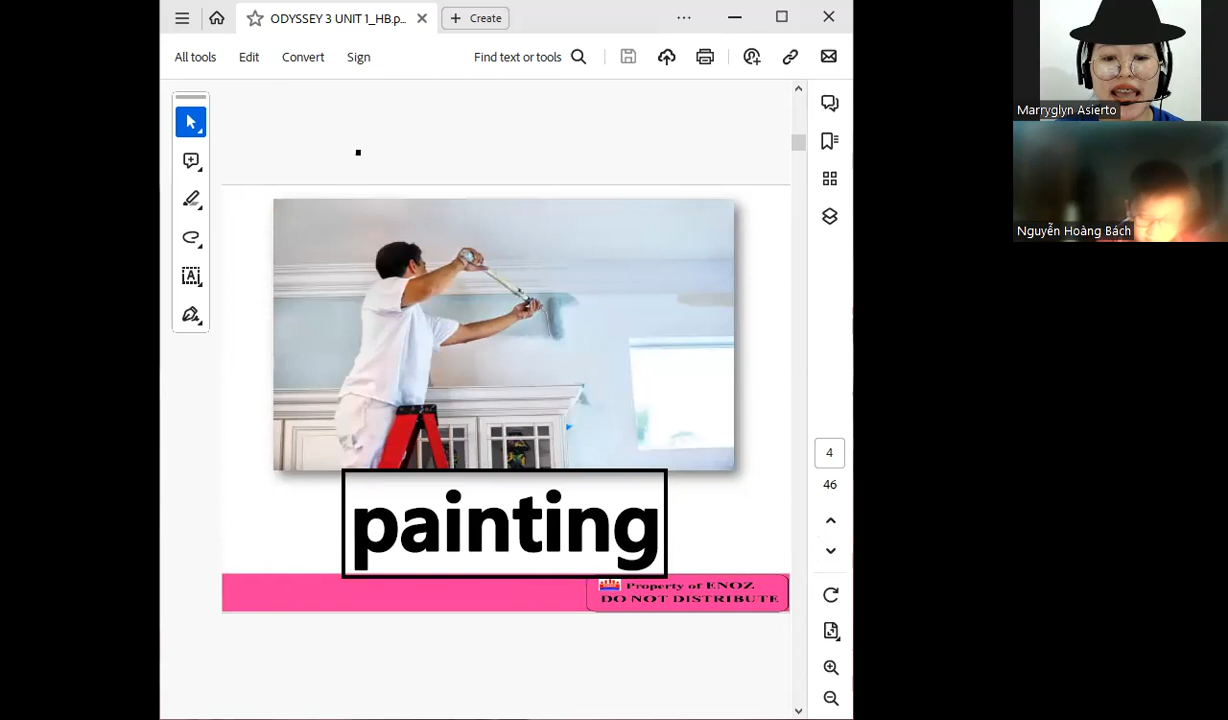 ODYSSEY 3 UNIT 1_HB.p...
Create
All tools
Edit
Convert
Sign
Find text or tools
painting
Property of ENOZ
DO NOT DISTRIBUTE
4
46
Marryglyn Asierto
Nguyễn Hoàng Bách